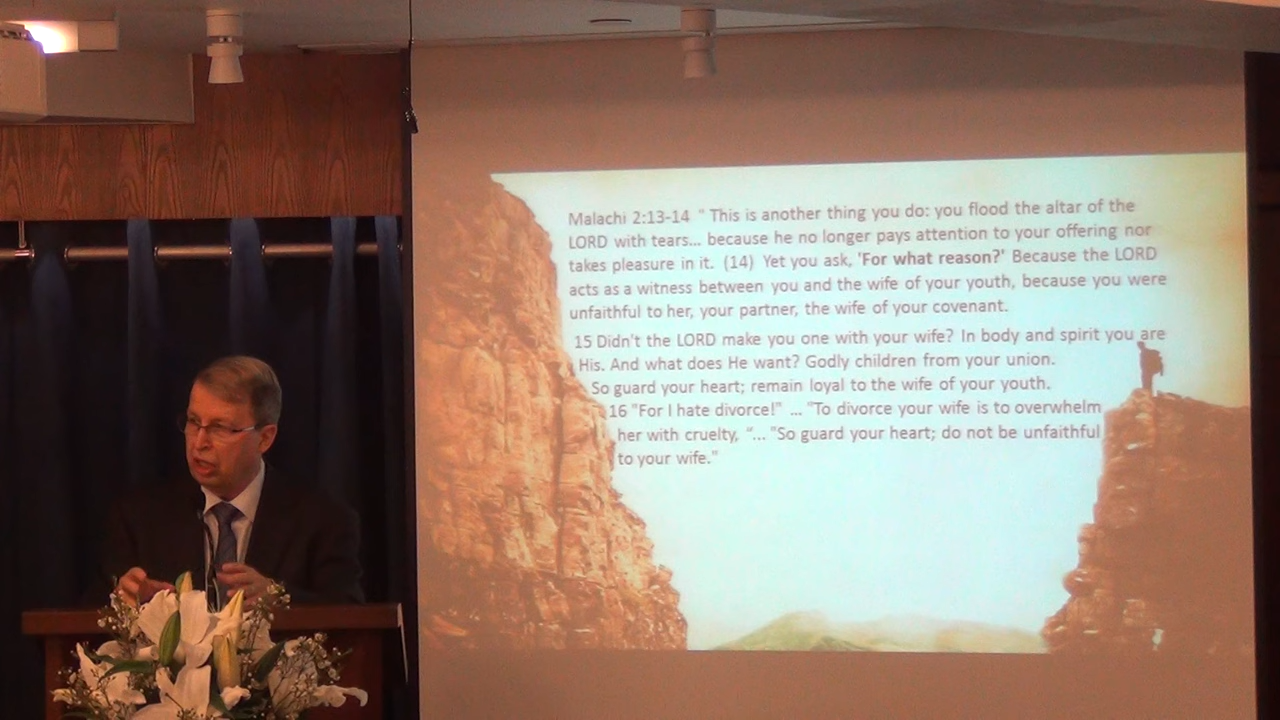 Malachi 2:13-14 " This is another thing you do: you flood the altar of the
LORD with tears... because he no longer pays attention to your offering nor
takes pleasure in it. (14) Yet you ask, 'For what reason?' Because the LORD
acts as a witness between you and the wife of your youth, because you were
unfaithful to her, your partner, the wife of your covenant.
15 Didn't the LORD make you one with your wife? In body and spirit you are
His. And what does He want? Godly children from your union.
So guard your heart; remain loyal to the wife of your youth.
16 "For I hate divorce!" ... "To divorce your wife is to overwhelm
her with cruelty, "... "So guard your heart; do not be unfaithful
to your wife."